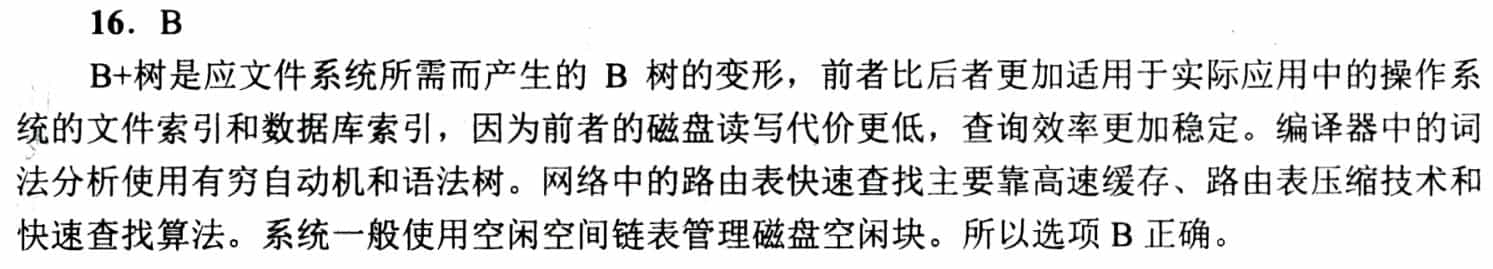 16. B
B+树是应文件系统所需而产生的 B 树的变形，前者比后者更加适用于实际应用中的操作系
统的文件索引和数据库索引，因为前者的磁盘读写代价更低，查询效率更加稳定。编译器中的词
法分析使用有穷自动机和语法树。网络中的路由表快速查找主要靠高速缓存、路由表压缩技术和
快速查找算法。系统一般使用空闲空间链表管理磁盘空闲块。所以选项 B 正确。